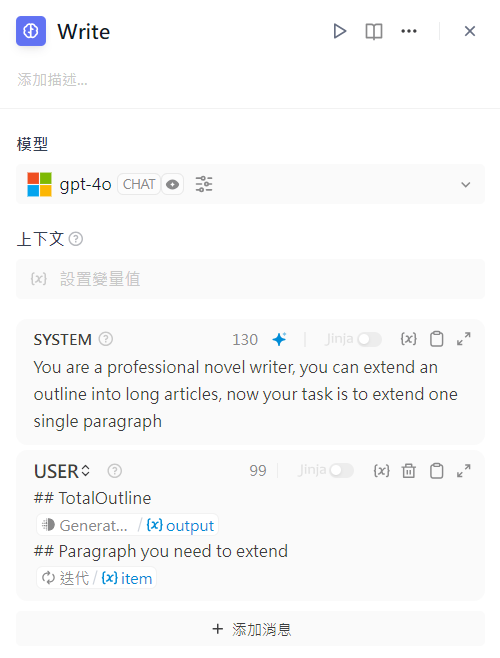 Write
添加描述...
模型
gpt-4o CHAT
上下文
{x} 設置變量值
SYSTEM 130 Jinja {x}
You are a professional novel writer, you can extend an
outline into long articles, now your task is to extend one
single paragraph
USER 99 Jinja {x}
## TotalOutline
Generat... / {x} output
## Paragraph you need to extend
迭代 / {x} item
+ 添加消息